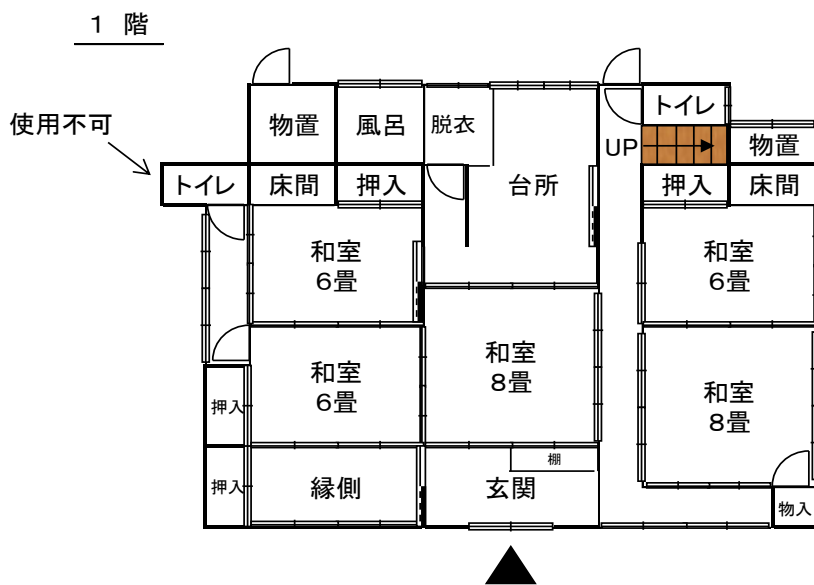 1 階
使用不可
トイレ
物置
風呂
脱衣
台所
UP
トイレ
物置
床間
押入
押入
床間
和室
6畳
和室
6畳
和室
6畳
和室
8畳
和室
8畳
押入
押入
縁側
玄関
棚
物入